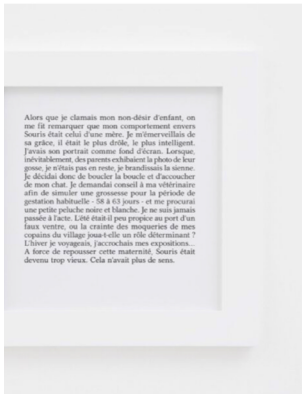 Alors que je clamais mon non-désir d'enfant, on
me fit remarquer que mon comportement envers
Souris était celui d'une mère. Je m'émerveillais de
sa grâce, il était le plus drôle, le plus intelligent.
J'avais son portrait comme fond d'écran. Lorsque,
inévitablement, des parents exhibaient la photo de leur
gosse, je n'étais pas en reste, je brandissais la sienne.
Je décidai donc de boucler la boucle et d'accoucher
de mon chat. Je demandai conseil à ma vétérinaire
afin de simuler une grossesse pour la période de
gestation habituelle - 58 à 63 jours - et me procurai
une petite peluche noire et blanche. Je ne suis jamais
passée à l'acte. L'été était il peu propice au port d'un
faux ventre, ou la crainte des moqueries de mes
copains du village joua-t-elle un rôle déterminant ?
L'hiver je voyageais, j'accrochais mes expositions...
A force de repousser cette maternité, Souris était
devenu trop vieux. Cela n'avait plus de sens.